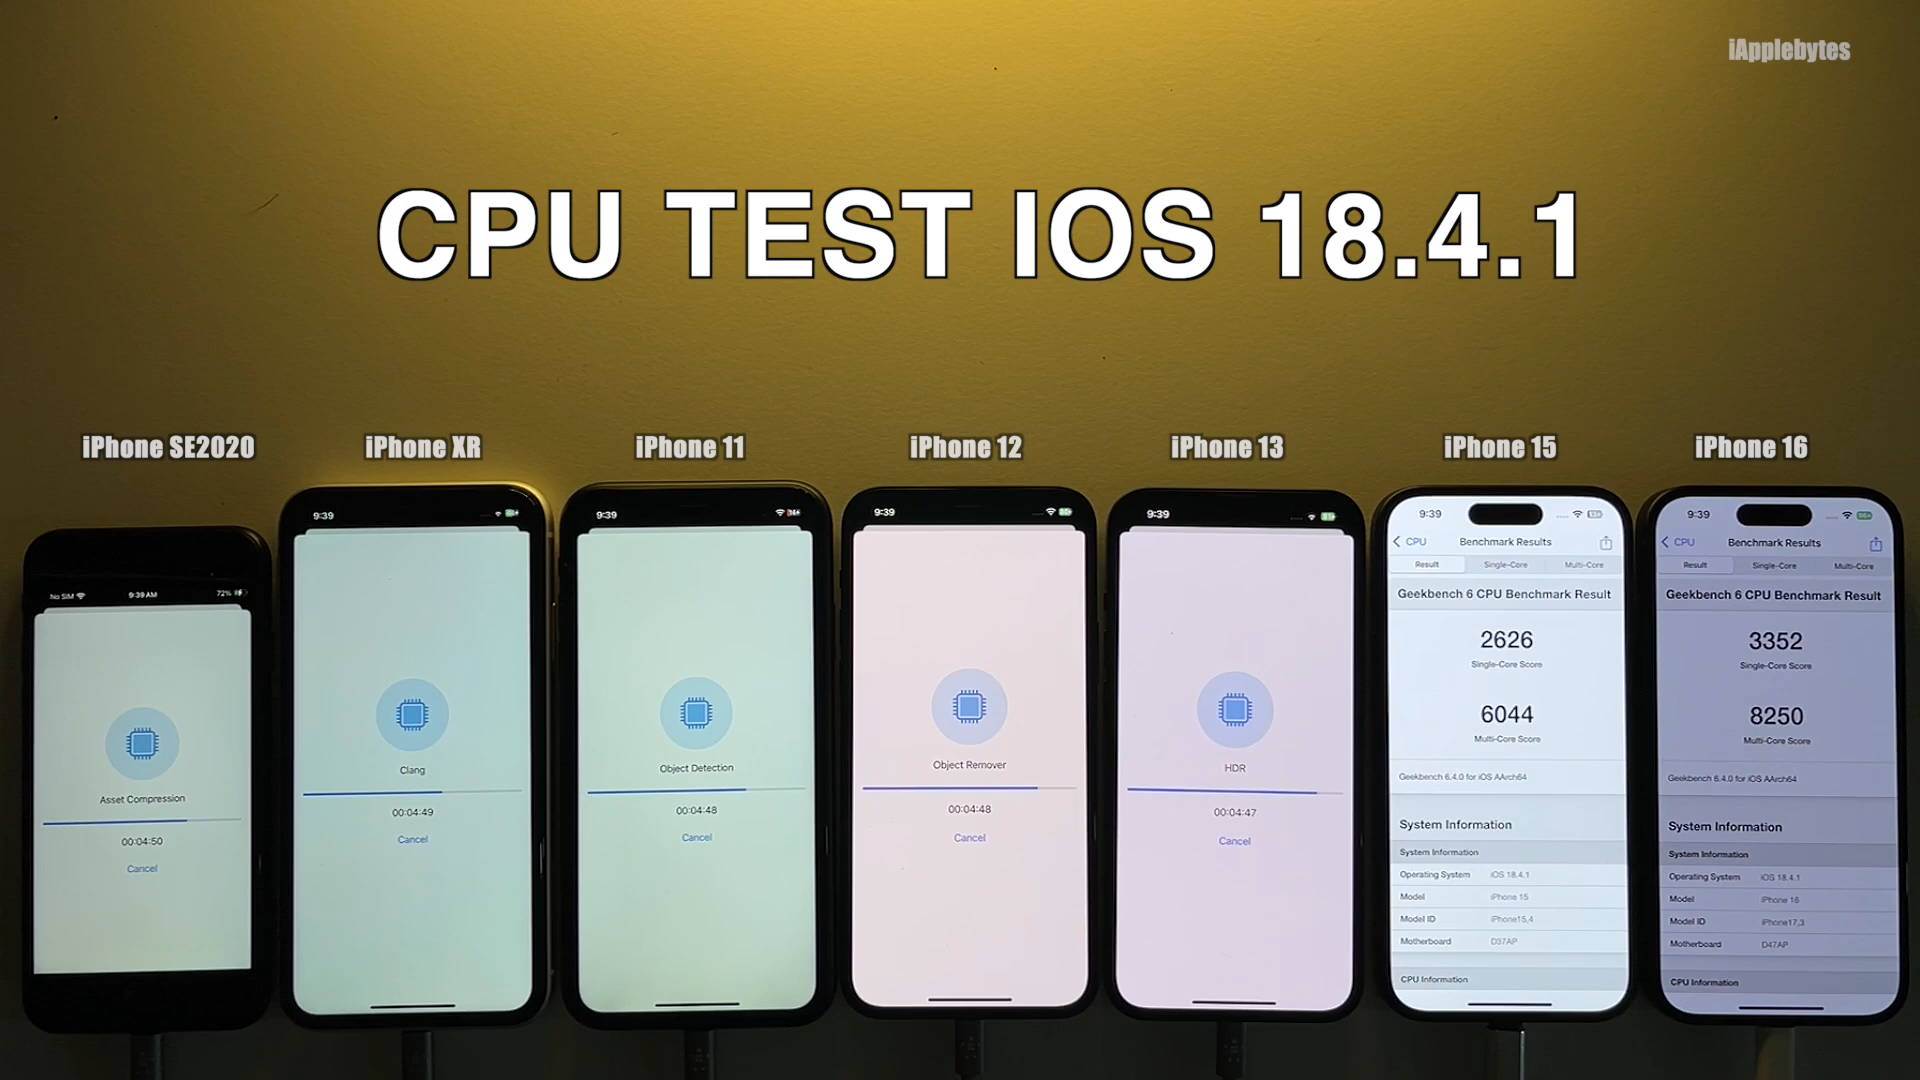 iApplebytes
CPU TEST IOS 18.4.1
iPhone SE2020
iPhone XR
iPhone 11
iPhone 12
iPhone 13
iPhone 15
iPhone 16
No SIM
9:39 AM
72%
Asset Compression
00:04:50
Cancel
9:39
Clang
00:04:49
Cancel
9:39
Object Detection
00:04:48
Cancel
9:39
Object Remover
00:04:48
Cancel
9:39
HDR
00:04:47
Cancel
9:39
CPU Benchmark Results
Result Single-Core Multi-Core
Geekbench 6 CPU Benchmark Result
2626
Single-Core Score
6044
Multi-Core Score
Geekbench 6.4.0 for iOS AArch64
System Information
System Information
Operating System iOS 18.4.1
Model iPhone 15
Model ID iPhone15,4
Motherboard D37AP
CPU Information
9:39
CPU Benchmark Results
Result Single-Core Multi-Core
Geekbench 6 CPU Benchmark Result
3352
Single-Core Score
8250
Multi-Core Score
Geekbench 6.4.0 for iOS AArch64
System Information
System Information
Operating System iOS 18.4.1
Model iPhone 16
Model ID iPhone17,3
Motherboard D47AP
CPU Information